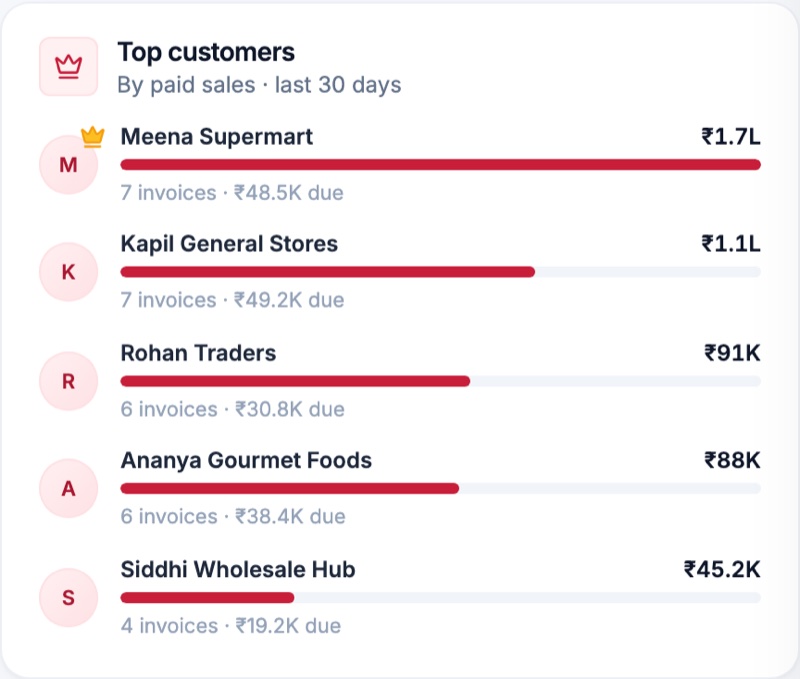 Top customers
By paid sales · last 30 days
M
Meena Supermart ₹1.7L
7 invoices · ₹48.5K due
K
Kapil General Stores ₹1.1L
7 invoices · ₹49.2K due
R
Rohan Traders ₹91K
6 invoices · ₹30.8K due
A
Ananya Gourmet Foods ₹88K
6 invoices · ₹38.4K due
S
Siddhi Wholesale Hub ₹45.2K
4 invoices · ₹19.2K due